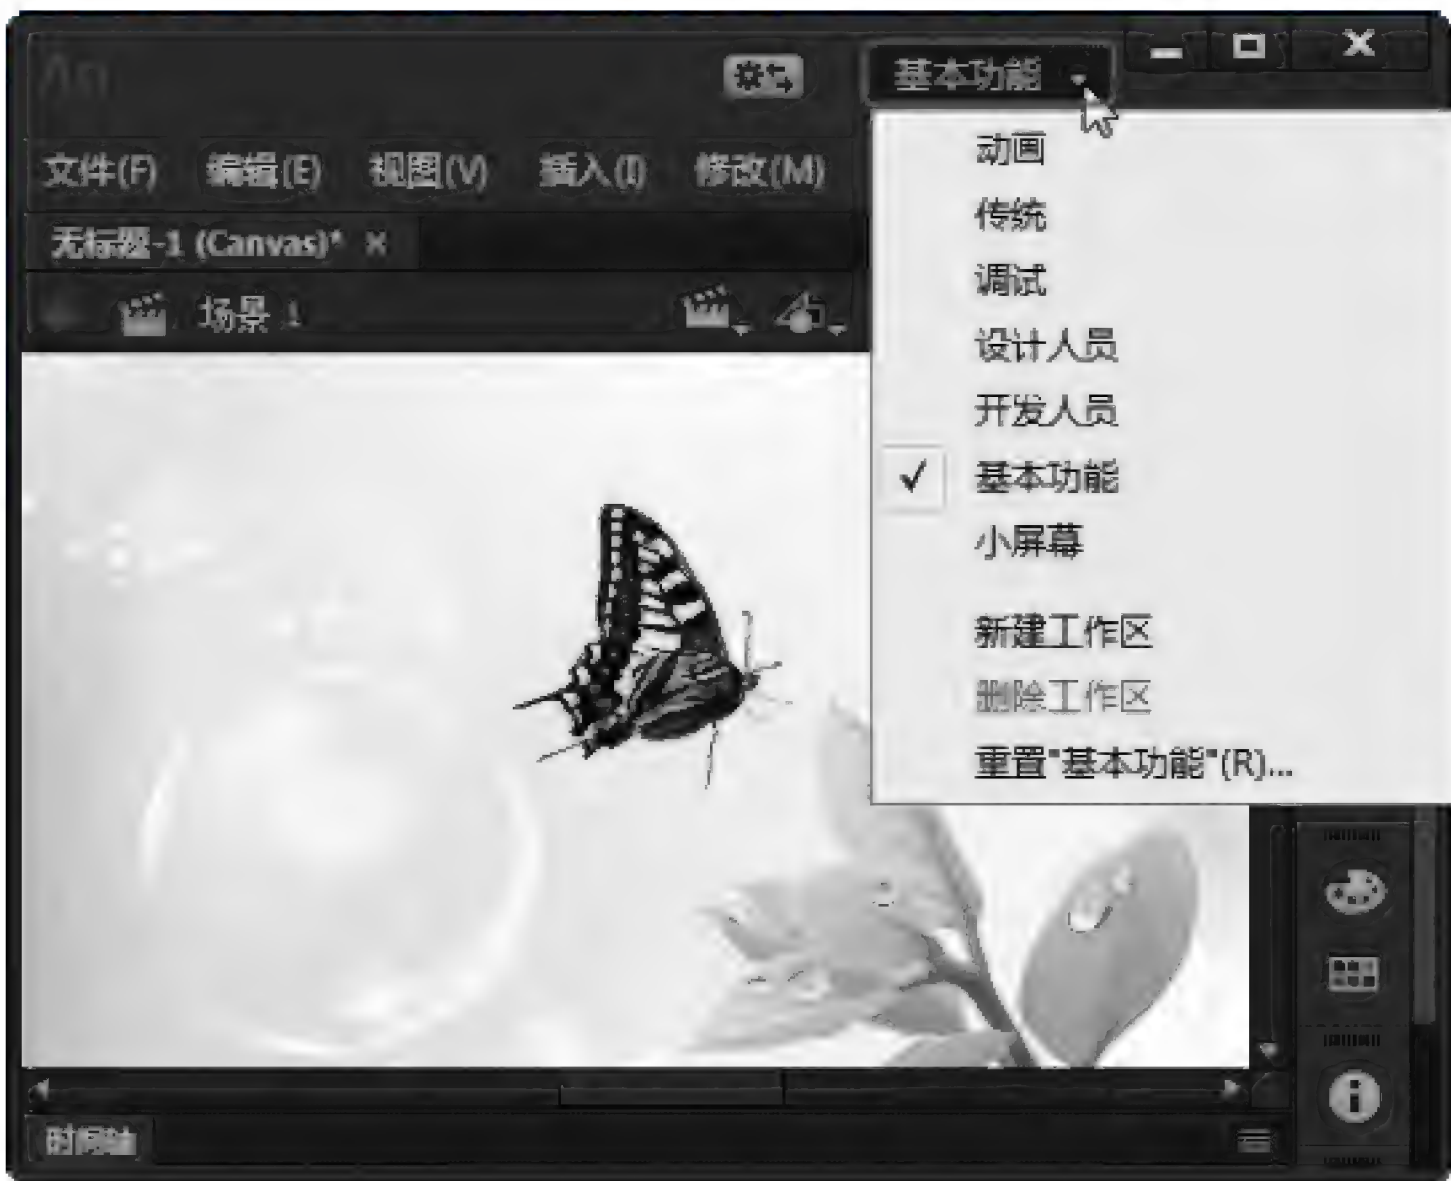 An
基本功能
文件(F) 编辑(E) 视图(V) 插入(I) 修改(M)
无标题-1 (Canvas)* ×
场景 1
动画
传统
调试
设计人员
开发人员
✓ 基本功能
小屏幕
新建工作区
删除工作区
重置"基本功能"(R)...
时间轴